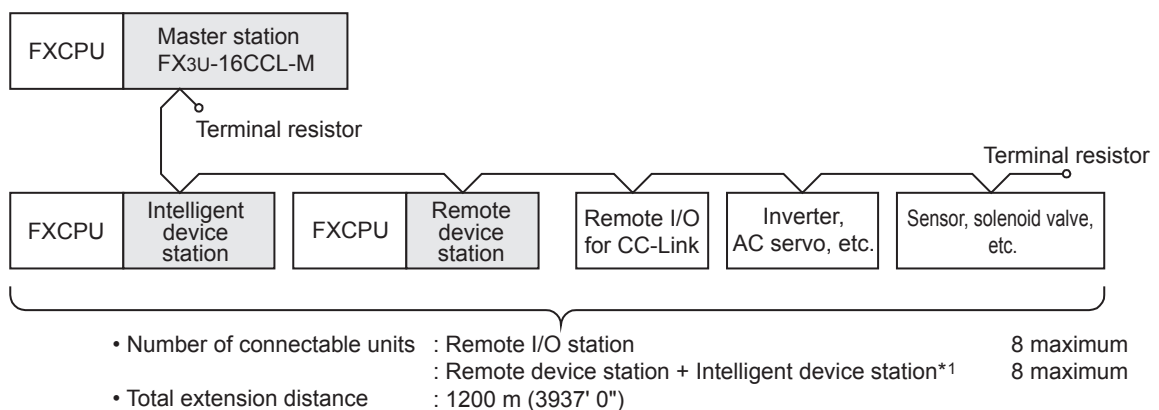 FXCPU
Master station
FX3U-16CCL-M
Terminal resistor
Terminal resistor
FXCPU
Intelligent
device
station
FXCPU
Remote
device
station
Remote I/O
for CC-Link
Inverter,
AC servo, etc.
Sensor, solenoid valve,
etc.
• Number of connectable units : Remote I/O station 8 maximum
: Remote device station + Intelligent device station*1 8 maximum
• Total extension distance : 1200 m (3937' 0")